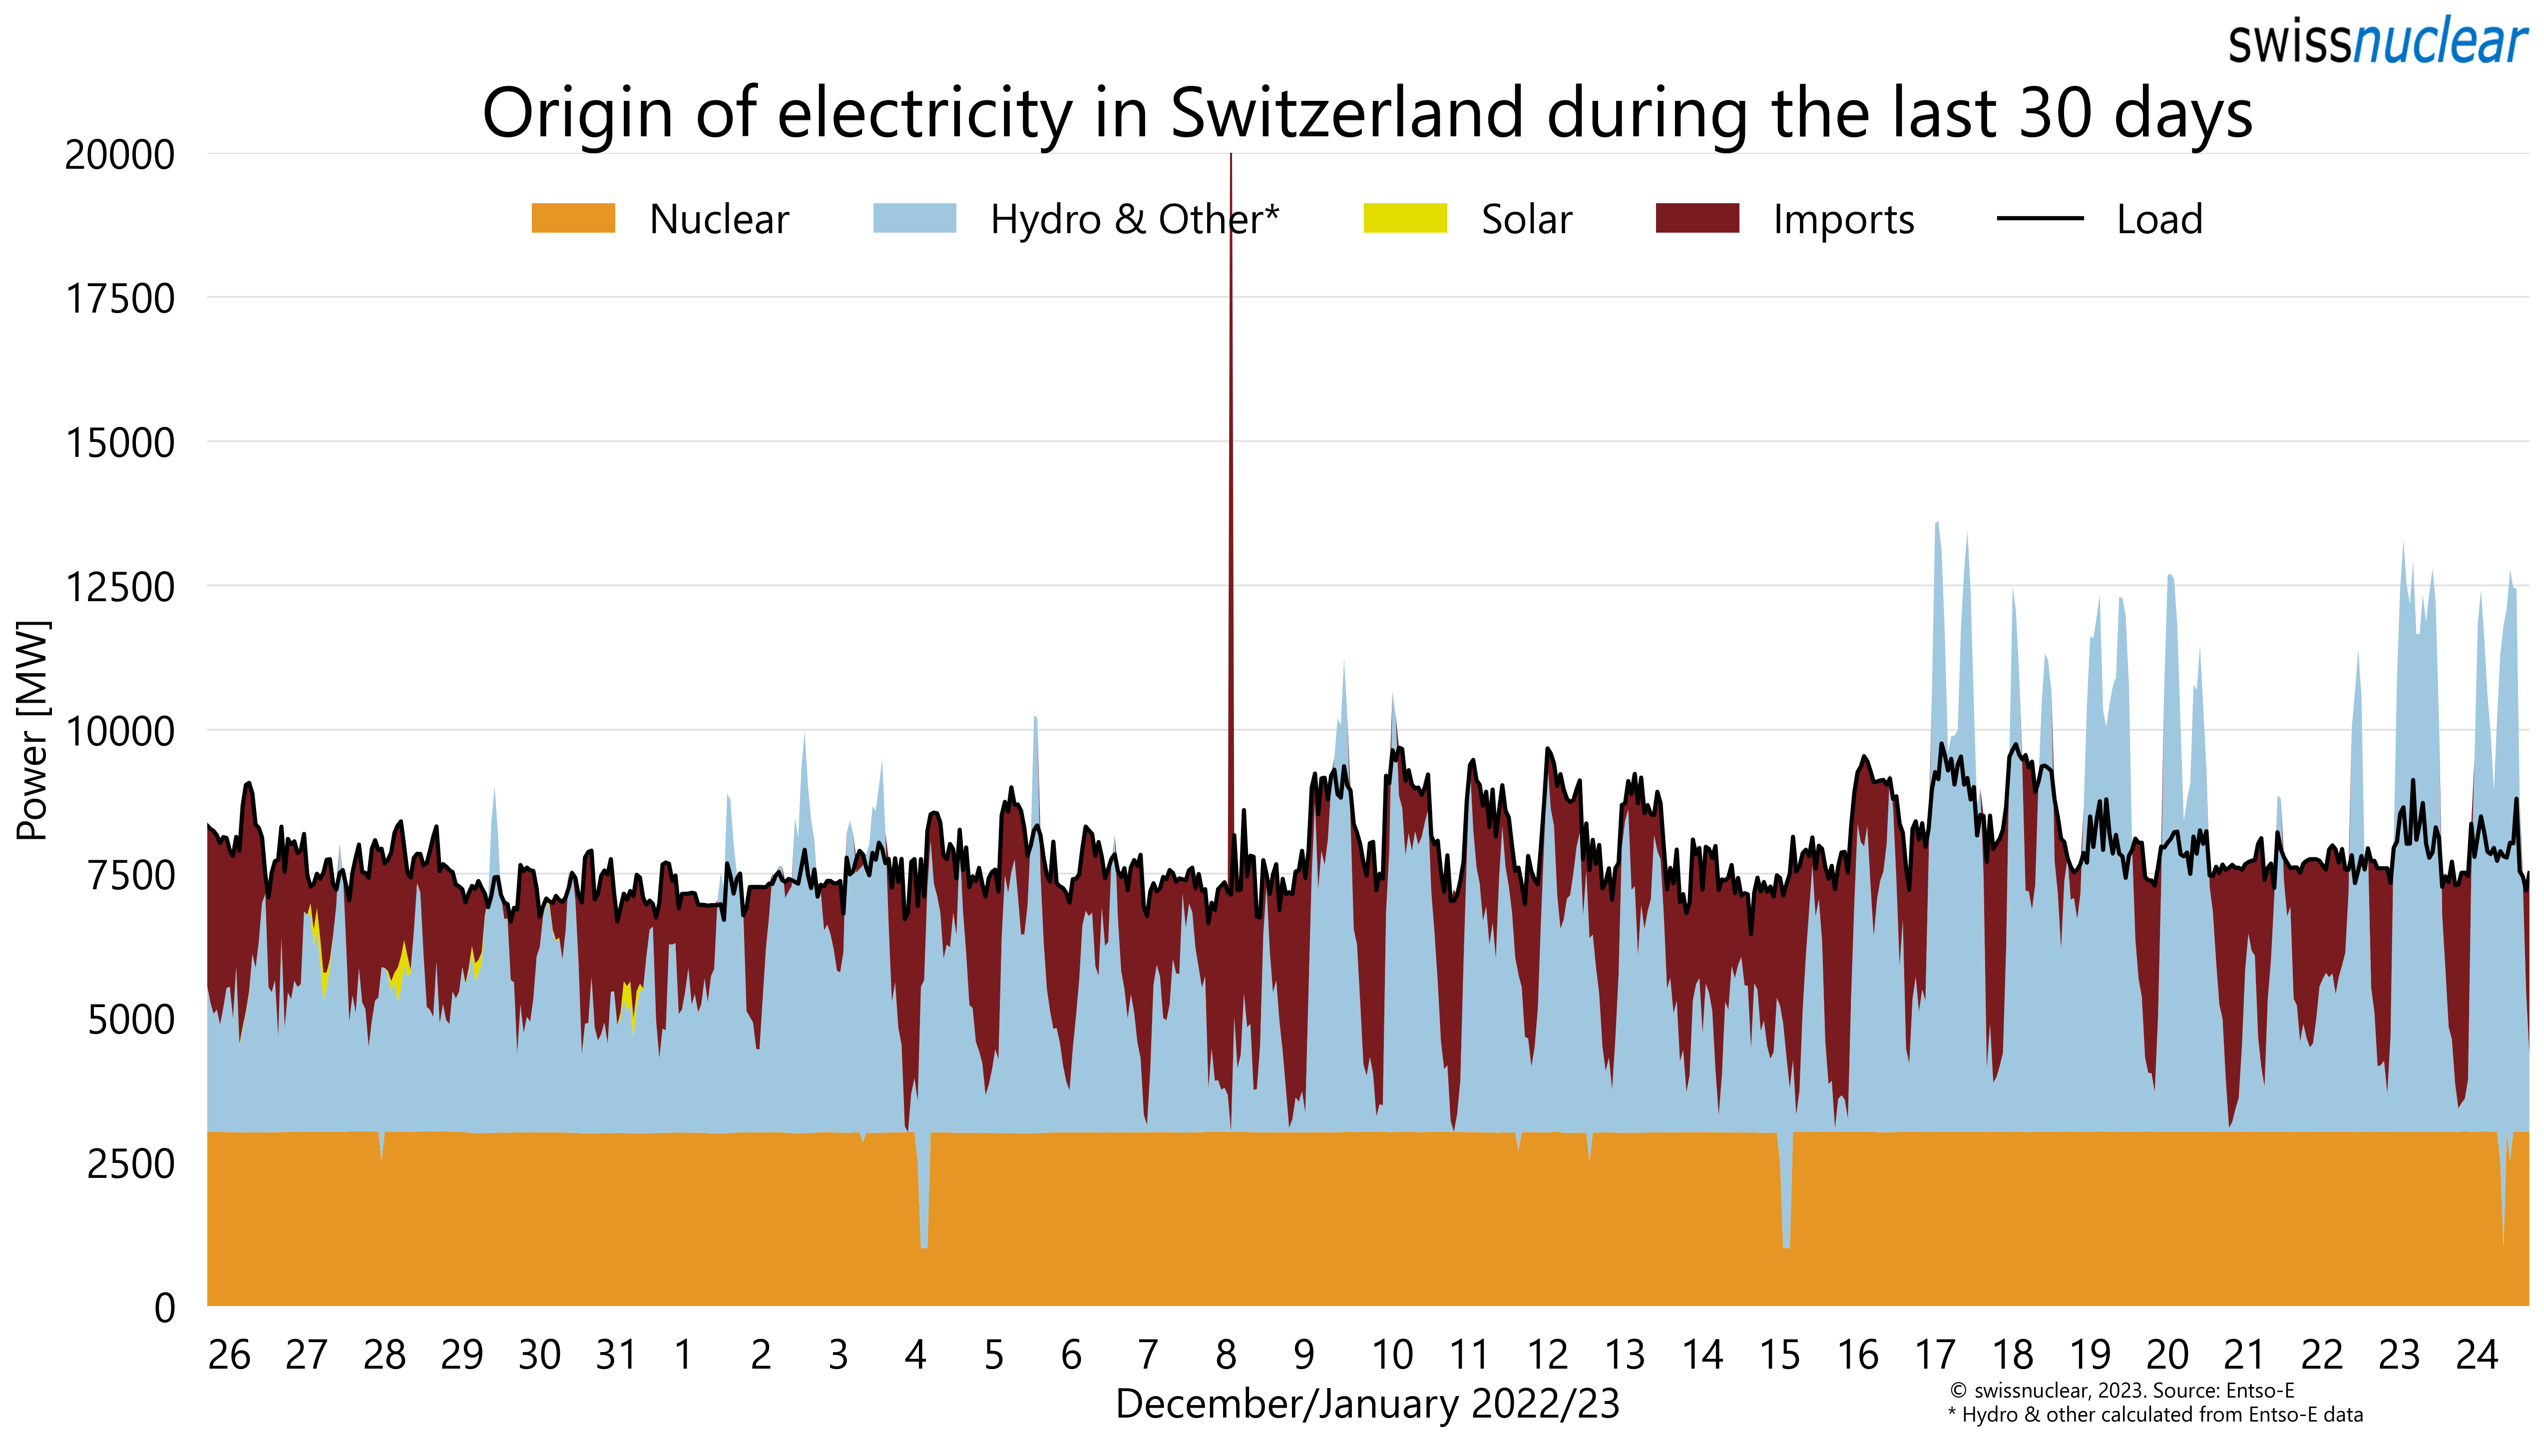 swissnuclear
Origin of electricity in Switzerland during the last 30 days
20000
Nuclear Hydro & Other* Solar Imports Load
17500
15000
12500
10000
7500
5000
2500
0
Power [MW]
26 27 28 29 30 31 1 2 3 4 5 6 7 8 9 10 11 12 13 14 15 16 17 18 19 20 21 22 23 24
December/January 2022/23
© swissnuclear, 2023. Source: Entso-E
* Hydro & other calculated from Entso-E data